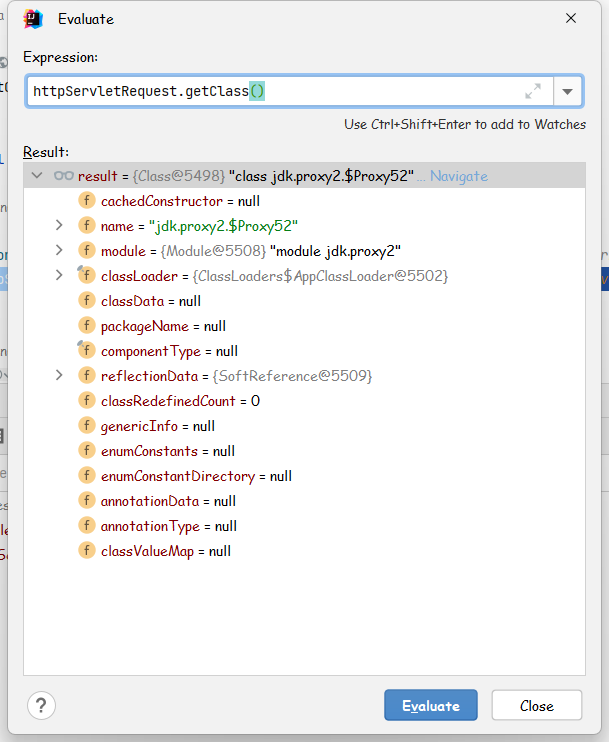 Evaluate
Expression:
httpServletRequest.getClass()
Use Ctrl+Shift+Enter to add to Watches
Result:
result = {Class@5498} "class jdk.proxy2.$Proxy52" ... Navigate
f cachedConstructor = null
f name = "jdk.proxy2.$Proxy52"
f module = {Module@5508} "module jdk.proxy2"
f classLoader = {ClassLoaders$AppClassLoader@5502}
f classData = null
f packageName = null
f componentType = null
f reflectionData = {SoftReference@5509}
f classRedefinedCount = 0
f genericInfo = null
f enumConstants = null
f enumConstantDirectory = null
f annotationData = null
f annotationType = null
f classValueMap = null
? Evaluate Close